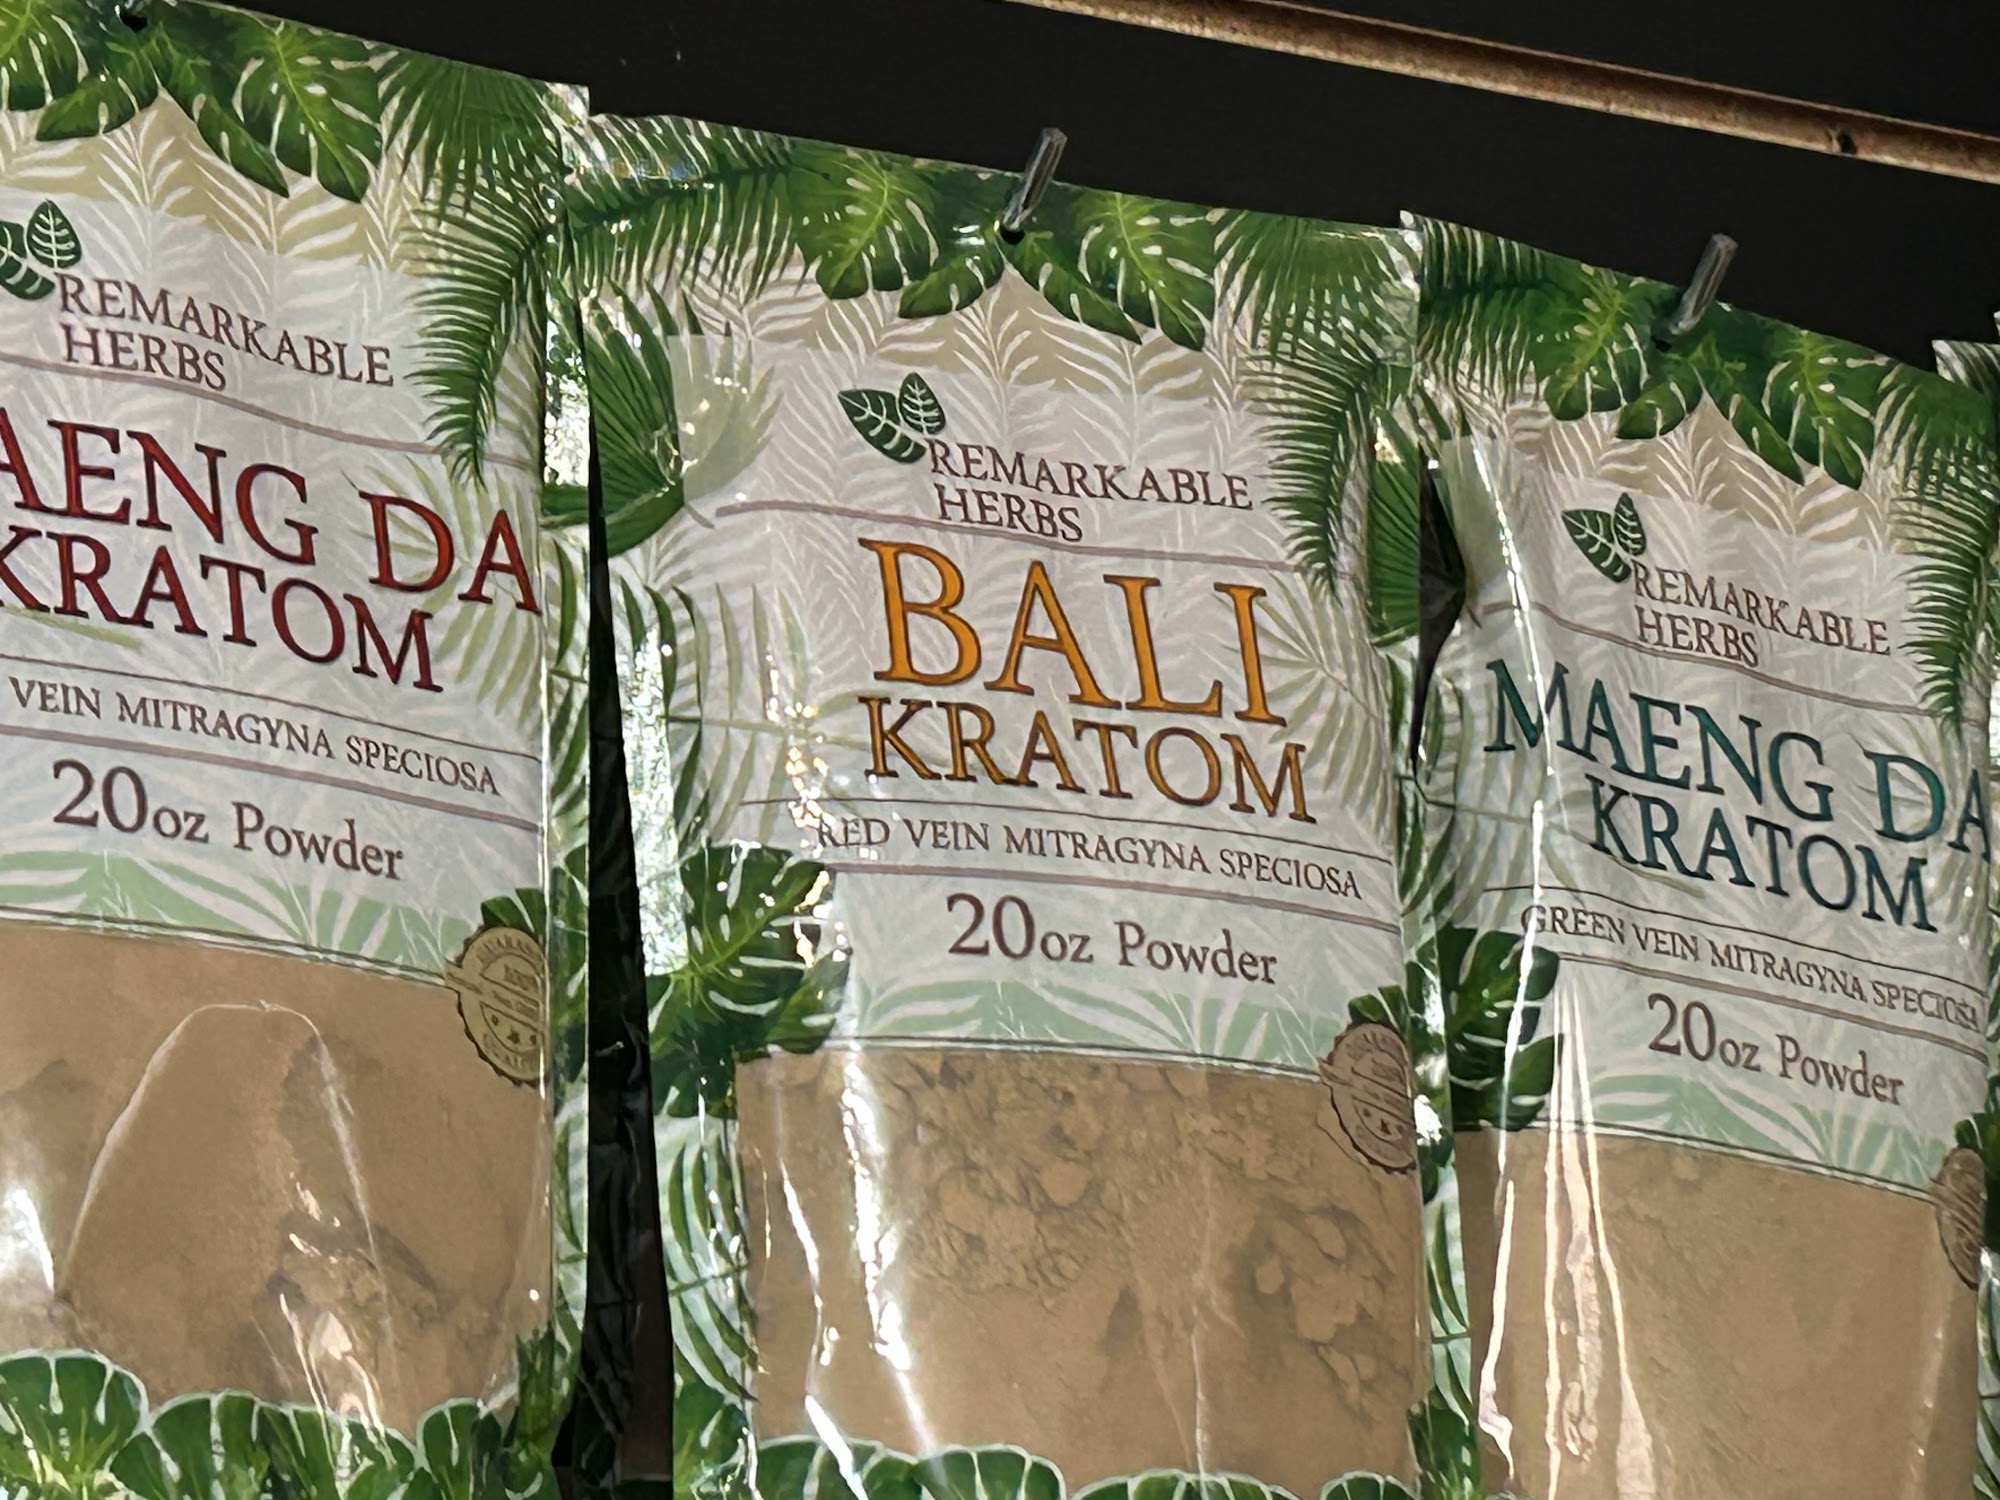 REMARKABLE
HERBS
AENG DA
KRATOM
VEIN MITRAGYNA SPECIOSA
20oz Powder
REMARKABLE
HERBS
BALI
KRATOM
RED VEIN MITRAGYNA SPECIOSA
20oz Powder
REMARKABLE
HERBS
MAENG DA
KRATOM
GREEN VEIN MITRAGYNA SPECIOSA
20oz Powder